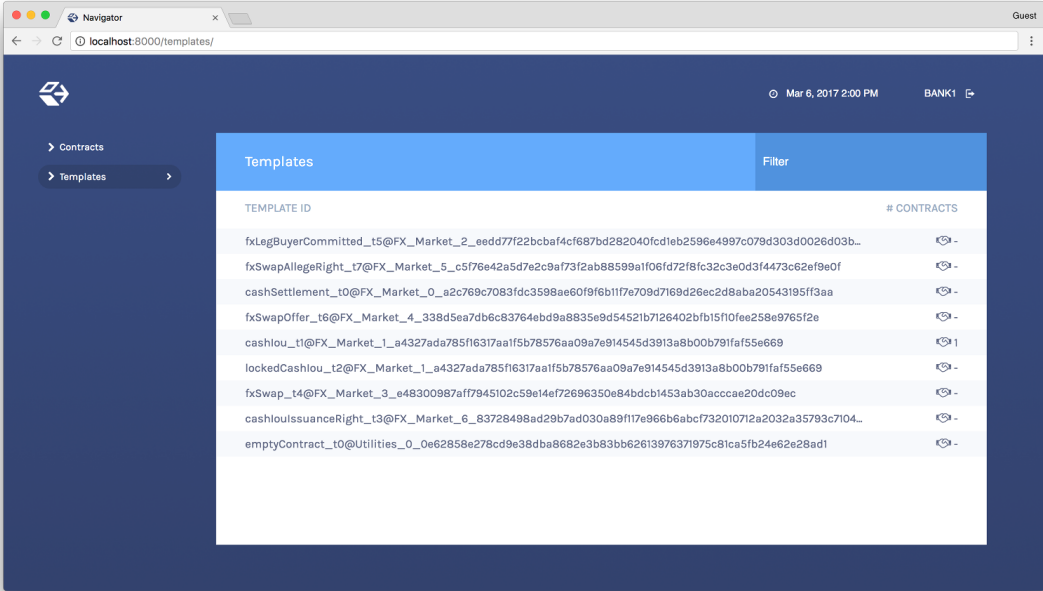 Navigator
Guest
localhost:8000/templates/
Mar 6, 2017 2:00 PM
BANK1
Contracts
Templates
Templates
Filter
TEMPLATE ID
# CONTRACTS
fxLegBuyerCommitted_t5@FX_Market_2_eedd77f22bcbaf4cf687bd282040fcd1eb2596e4997c079d303d0026d03b... -
fxSwapAllegeRight_t7@FX_Market_5_c5f76e42a5d7e2c9af73f2ab88599a1f06fd72f8fc32c3e0d3f4473c62ef9e0f -
cashSettlement_t0@FX_Market_0_a2c769c7083fdc3598ae60f9f6b11f7e709d7169d26ec2d8aba20543195ff3aa -
fxSwapOffer_t6@FX_Market_4_338d5ea7db6c83764ebd9a8835e9d54521b7126402bfb15f10fee258e9765f2e -
cashIou_t1@FX_Market_1_a4327ada785f16317aa1f5b78576aa09a7e914545d3913a8b00b791faf55e669 1
lockedCashIou_t2@FX_Market_1_a4327ada785f16317aa1f5b78576aa09a7e914545d3913a8b00b791faf55e669 -
fxSwap_t4@FX_Market_3_e48300987aff7945102c59e14ef72696350e84bdcb1453ab30acccae20dc09ec -
cashIouIssuanceRight_t3@FX_Market_6_83728498ad29b7ad030a89f117e966b6abcf732010712a2032a35793c7104... -
emptyContract_t0@Utilities_0_0e62858e278cd9e38dba8682e3b83bb62613976371975c81ca5fb24e62e28ad1 -